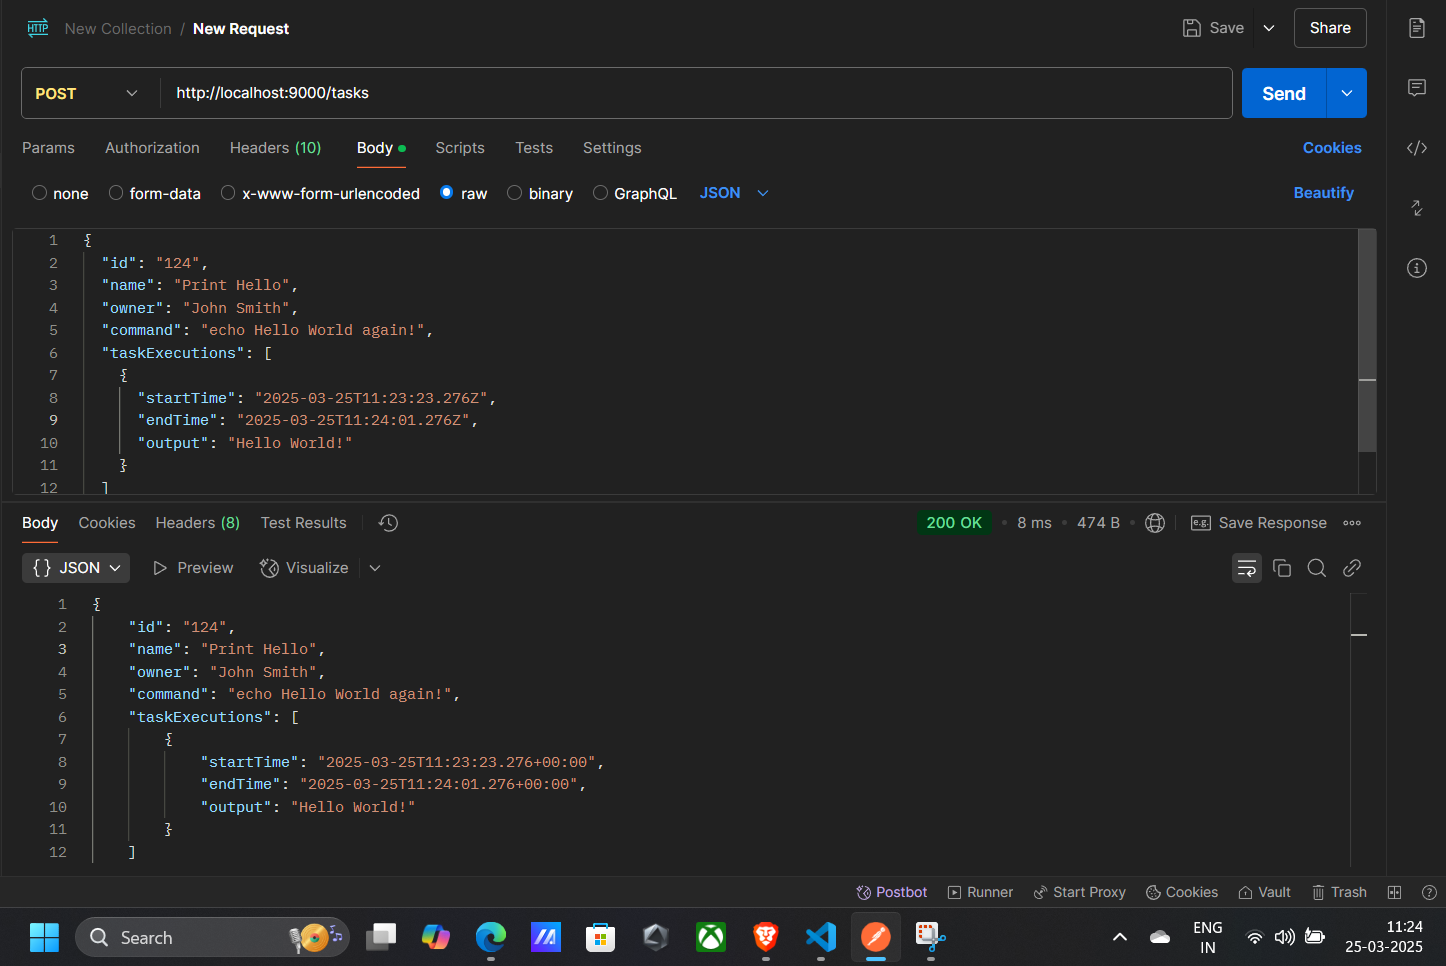 HTTP New Collection / New Request Save Share
POST http://localhost:9000/tasks Send
Params Authorization Headers (10) Body Scripts Tests Settings Cookies
none form-data x-www-form-urlencoded raw binary GraphQL JSON Beautify
1 {
2 "id": "124",
3 "name": "Print Hello",
4 "owner": "John Smith",
5 "command": "echo Hello World again!",
6 "taskExecutions": [
7 {
8 "startTime": "2025-03-25T11:23:23.276Z",
9 "endTime": "2025-03-25T11:24:01.276Z",
10 "output": "Hello World!"
11 }
12 ]
Body Cookies Headers (8) Test Results 200 OK • 8 ms • 474 B • e.g. Save Response
{} JSON Preview Visualize
1 {
2 "id": "124",
3 "name": "Print Hello",
4 "owner": "John Smith",
5 "command": "echo Hello World again!",
6 "taskExecutions": [
7 {
8 "startTime": "2025-03-25T11:23:23.276+00:00",
9 "endTime": "2025-03-25T11:24:01.276+00:00",
10 "output": "Hello World!"
11 }
12 ]
Postbot Runner Start Proxy Cookies Vault Trash
Search ENG 11:24
IN 25-03-2025